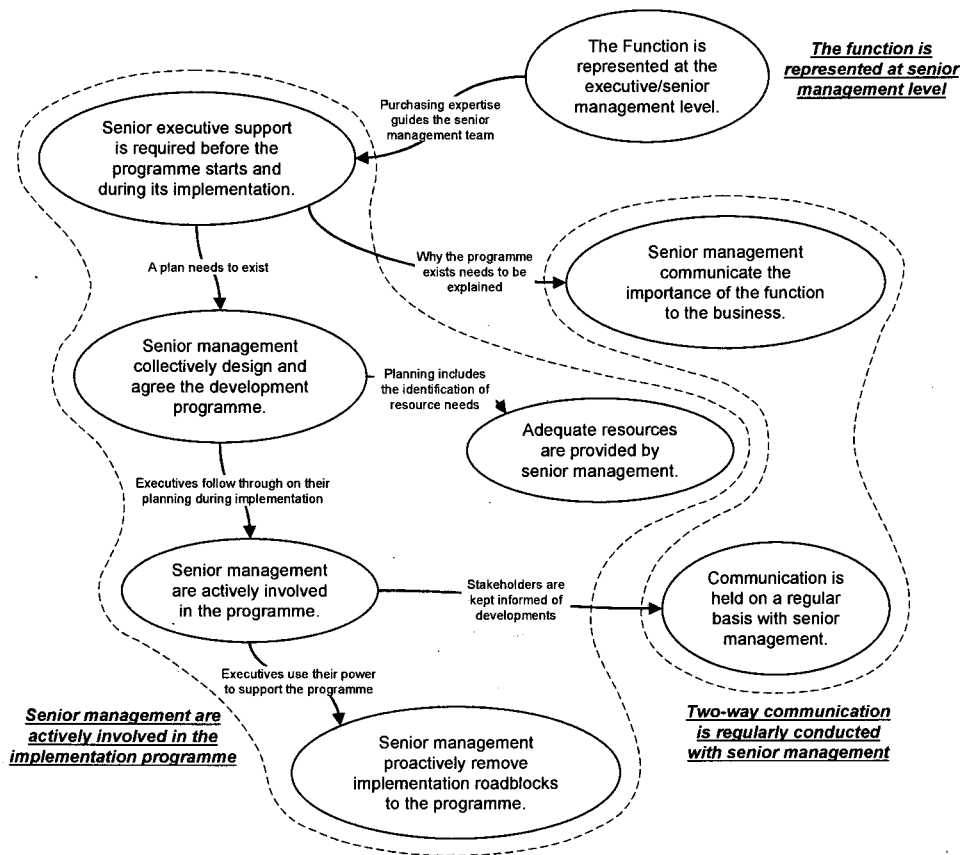 The Function is
represented at the
executive/senior
management level.
The function is
represented at senior
management level
Purchasing expertise
guides the senior
management team
Senior executive support
is required before the
programme starts and
during its implementation.
A plan needs to exist
Why the programme
exists needs to be
explained
Senior management
communicate the
importance of the function
to the business.
Senior management
collectively design and
agree the development
programme.
Planning includes
the identification of
resource needs
Adequate resources
are provided by
senior management.
Executives follow through on their
planning during implementation
Senior management
are actively involved
in the programme.
Stakeholders are
kept informed of
developments
Communication is
held on a regular
basis with senior
management.
Executives use their power
to support the programme
Senior management are
actively involved in the
implementation programme
Senior management
proactively remove
implementation roadblocks
to the programme.
Two-way communication
is regularly conducted
with senior management